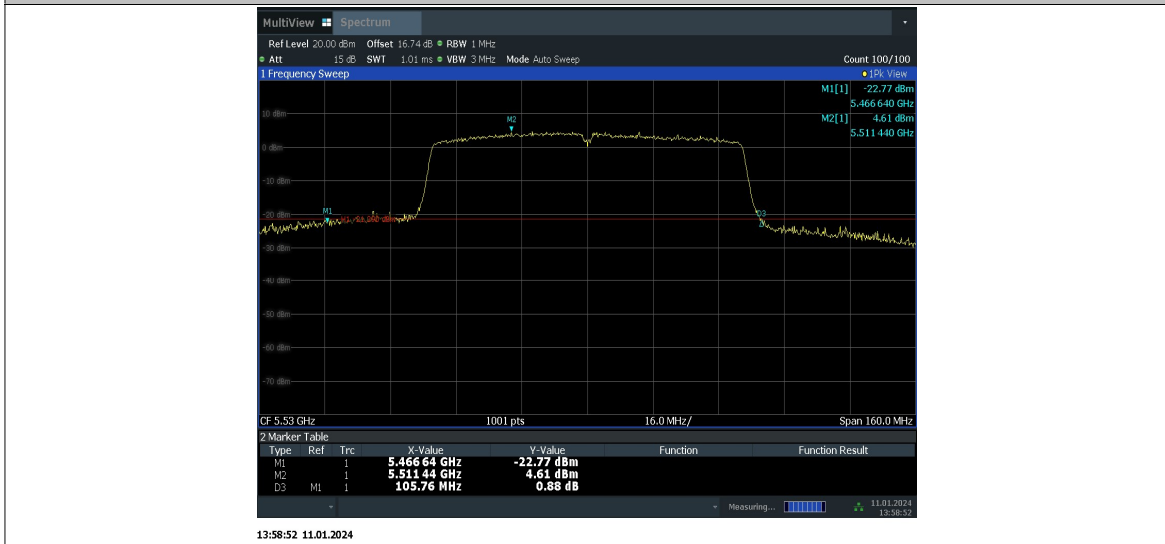 MultiView Spectrum
Ref Level 20.00 dBm Offset 16.74 dB RBW 1 MHz
Att 15 dB SWT 1.01 ms VBW 3 MHz Mode Auto Sweep Count 100/100
1 Frequency Sweep 1Pk View
M1[1] -22.77 dBm
5.466 640 GHz
M2[1] 4.61 dBm
5.511 440 GHz
10 dBm
M2
0 dBm
-10 dBm
-20 dBm
M1
D3
-30 dBm
-40 dBm
-50 dBm
-60 dBm
-70 dBm
CF 5.53 GHz 1001 pts 16.0 MHz/ Span 160.0 MHz
2 Marker Table
Type Ref Trc X-Value Y-Value Function Function Result
M1 1 5.466 64 GHz -22.77 dBm
M2 1 5.511 44 GHz 4.61 dBm
D3 M1 1 105.76 MHz 0.88 dB
Measuring... 11.01.2024
13:58:52
13:58:52 11.01.2024